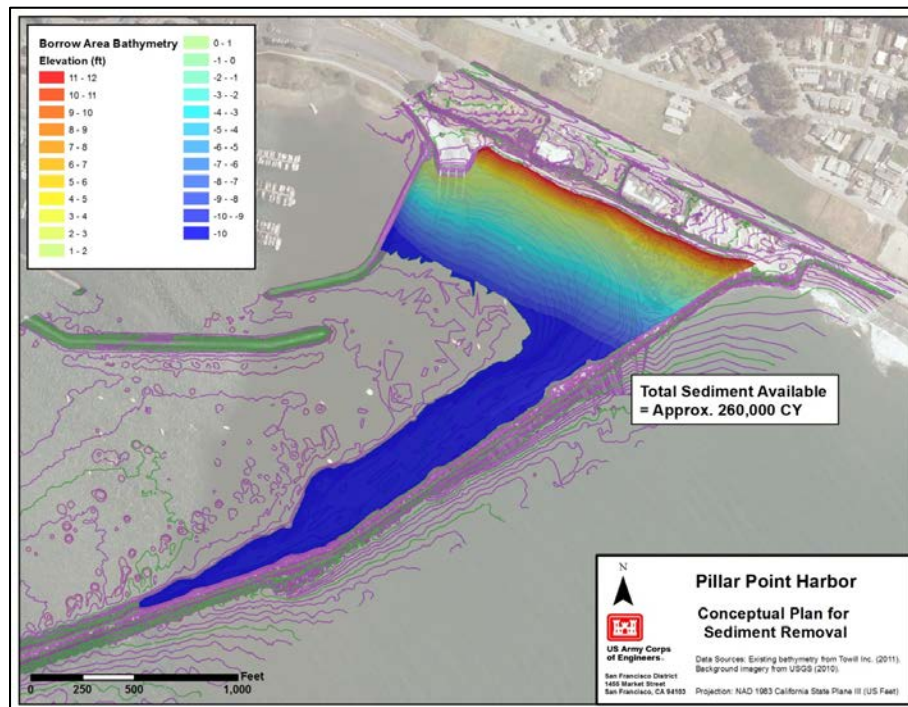 Borrow Area Bathymetry
Elevation (ft)
11 - 12
10 - 11
9 - 10
8 - 9
7 - 8
6 - 7
5 - 6
4 - 5
3 - 4
2 - 3
1 - 2
0 - 1
-1 - 0
-2 - -1
-3 - -2
-4 - -3
-5 - -4
-6 - -5
-7 - -6
-8 - -7
-9 - -8
-10 - -9
-10
Total Sediment Available
= Approx. 260,000 CY
N
US Army Corps
of Engineers
San Francisco District
1455 Market Street
San Francisco, CA 94103
Pillar Point Harbor
Conceptual Plan for
Sediment Removal
Data Sources: Existing bathymetry from Towill Inc. (2011).
Background imagery from USGS (2010).
Projection: NAD 1983 California State Plane III (US Feet)
Feet
0 250 500 1,000